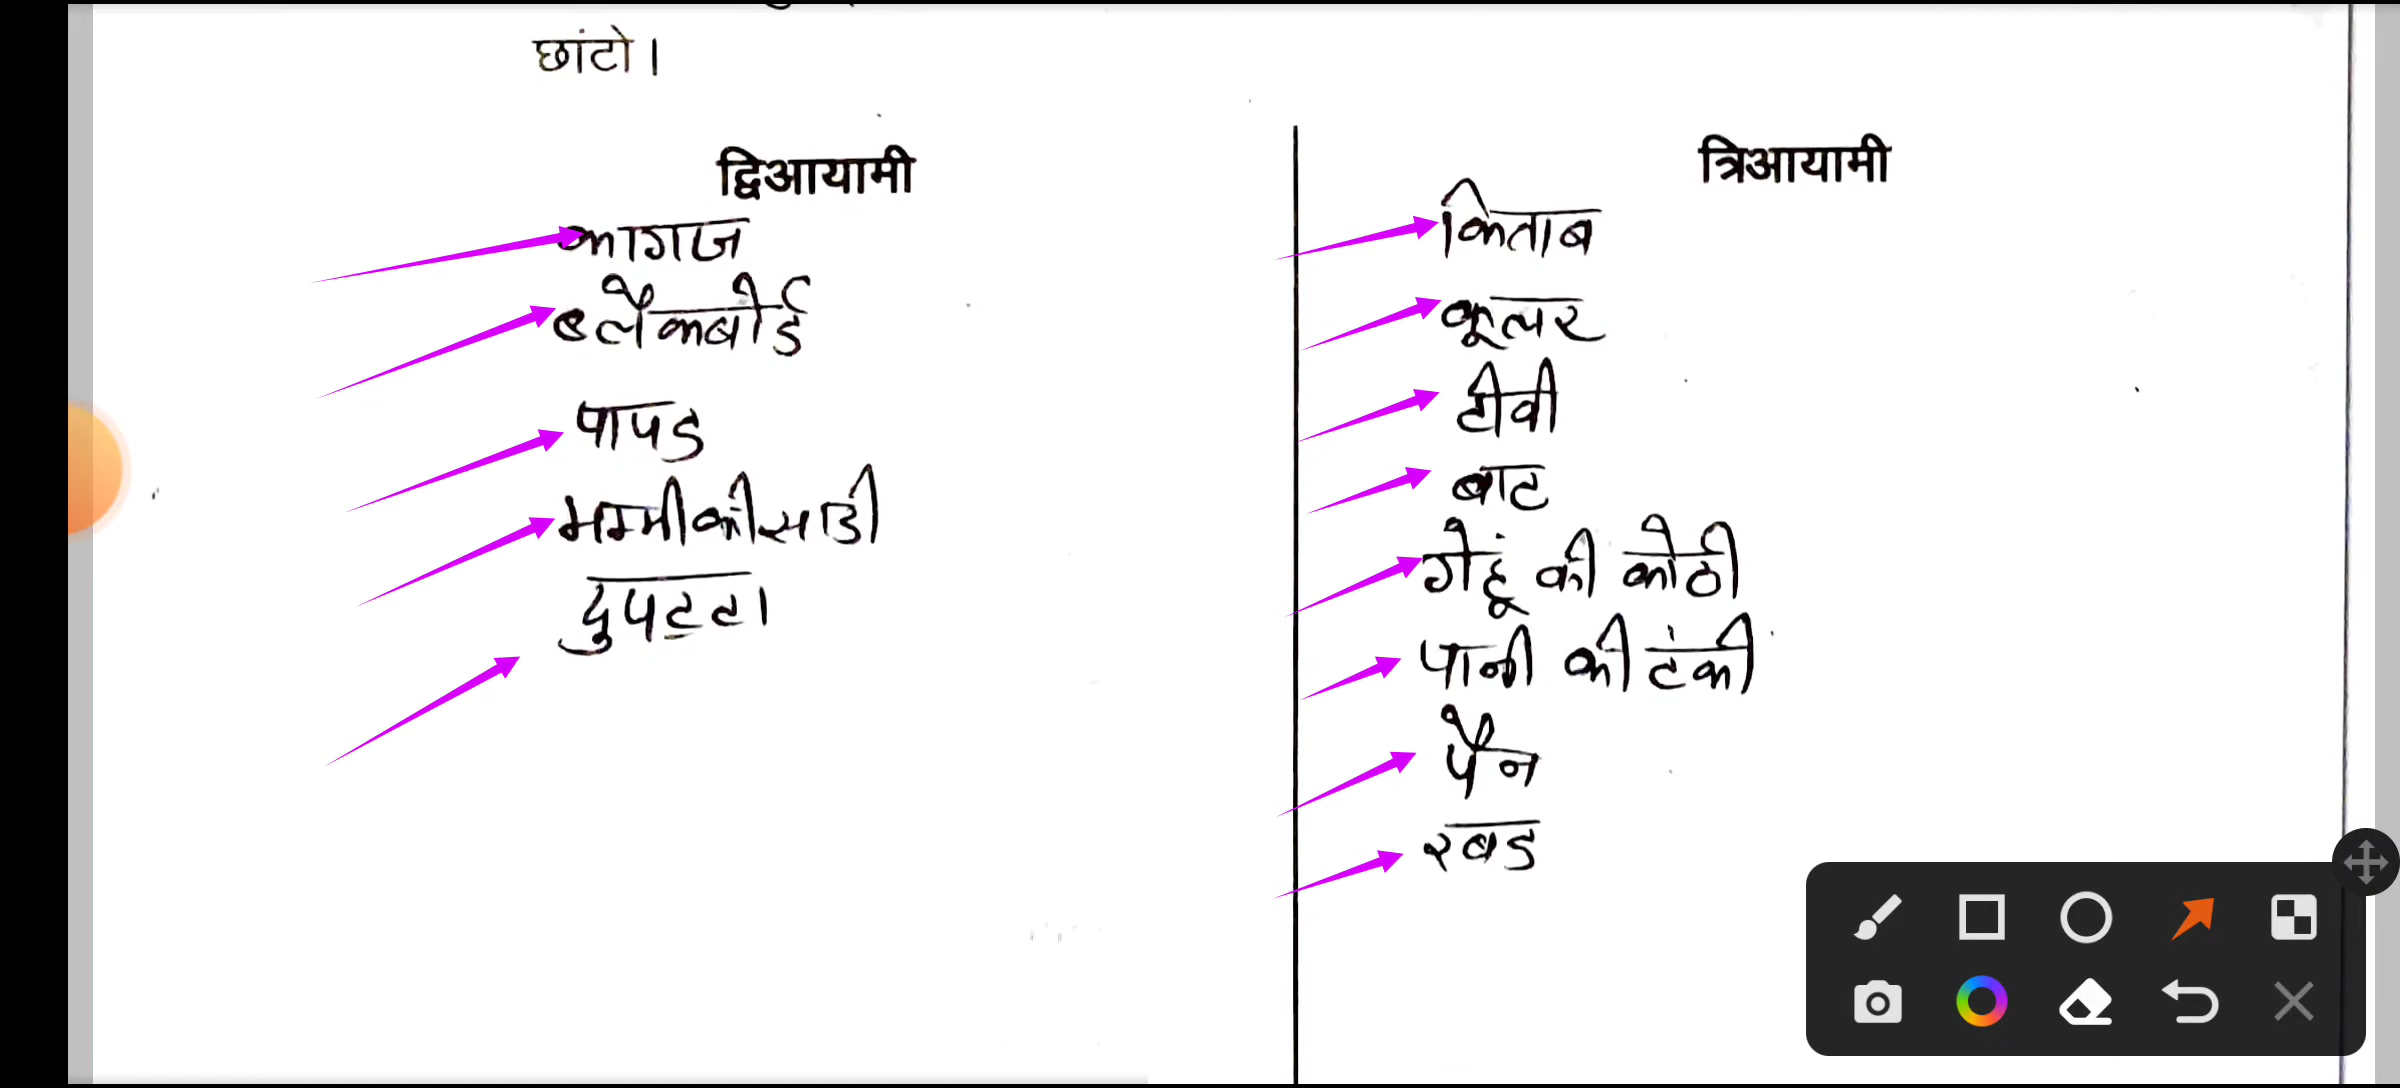 छांटो।
द्विआयामी
कागज
ब्लैकबोर्ड
पापड
मम्मी की साडी
दुपट्टा
त्रिआयामी
किताब
कूलर
टीवी
बाट
गेहूं की कोठी
पानी की टंकी
पैन
रबड